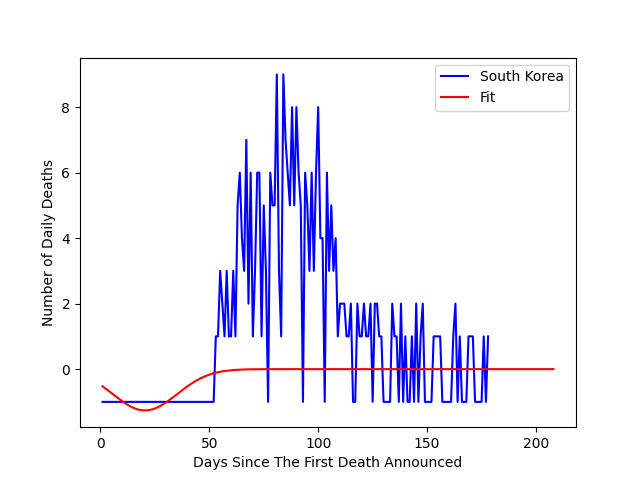 South Korea
Fit
Number of Daily Deaths
8
6
4
2
0
0
50
100
150
200
Days Since The First Death Announced